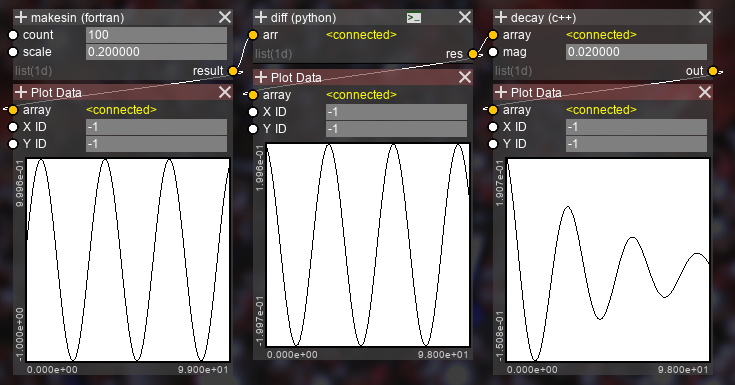 makesin (fortran)
count 100
scale 0.200000
list(1d) result
Plot Data
array <connected>
X ID -1
Y ID -1
9.996e-01
-1.000e+00
0.000e+00 9.900e+01
diff (python) >_
arr <connected>
list(1d) res
Plot Data
array <connected>
X ID -1
Y ID -1
1.996e-01
-1.997e-01
0.000e+00 9.800e+01
decay (c++)
array <connected>
mag 0.020000
list(1d) out
Plot Data
array <connected>
X ID -1
Y ID -1
1.907e-01
-1.508e-01
0.000e+00 9.800e+01